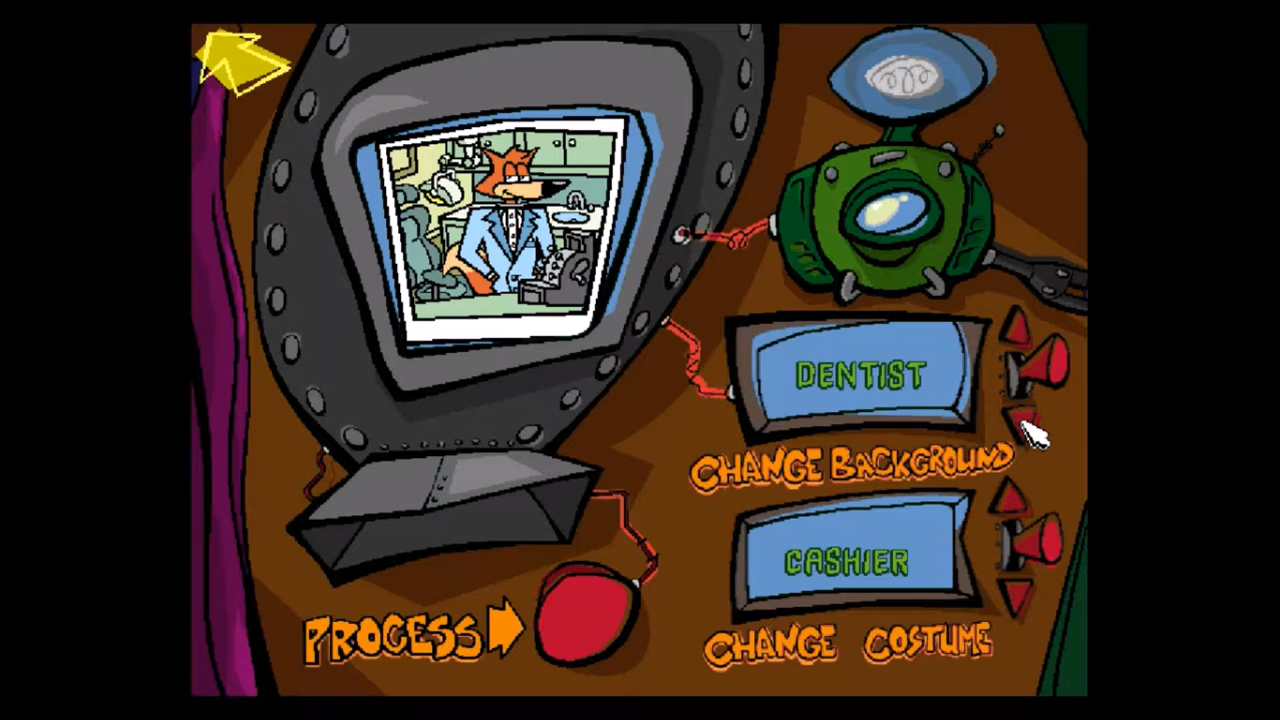 DENTIST
CHANGE BACKGROUND
CASHIER
PROCESS
CHANGE COSTUME